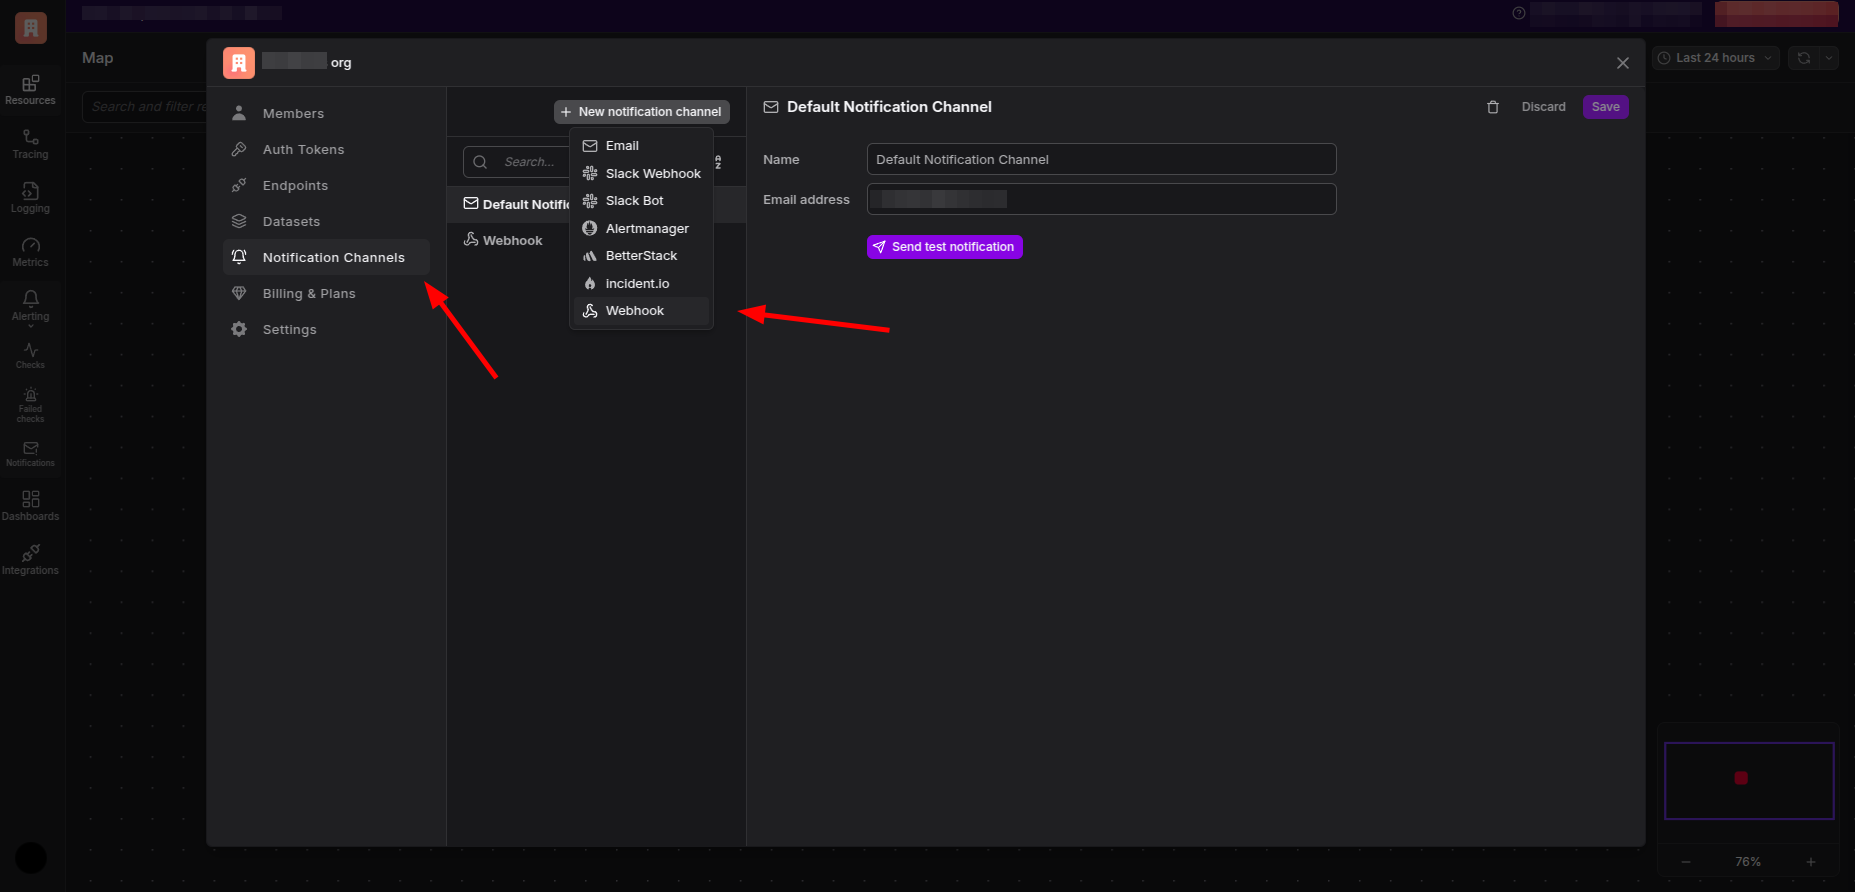 Map
Last 24 hours
Search and filter re
Resources
Tracing
Logging
Metrics
Alerting
Checks
Failed
checks
Notifications
Dashboards
Integrations
org
Members
Auth Tokens
Endpoints
Datasets
Notification Channels
Billing & Plans
Settings
New notification channel
Search...
Default Notific
Webhook
Email
Slack Webhook
Slack Bot
Alertmanager
BetterStack
incident.io
Webhook
Default Notification Channel
Discard
Save
Name
Default Notification Channel
Email address
Send test notification
76%